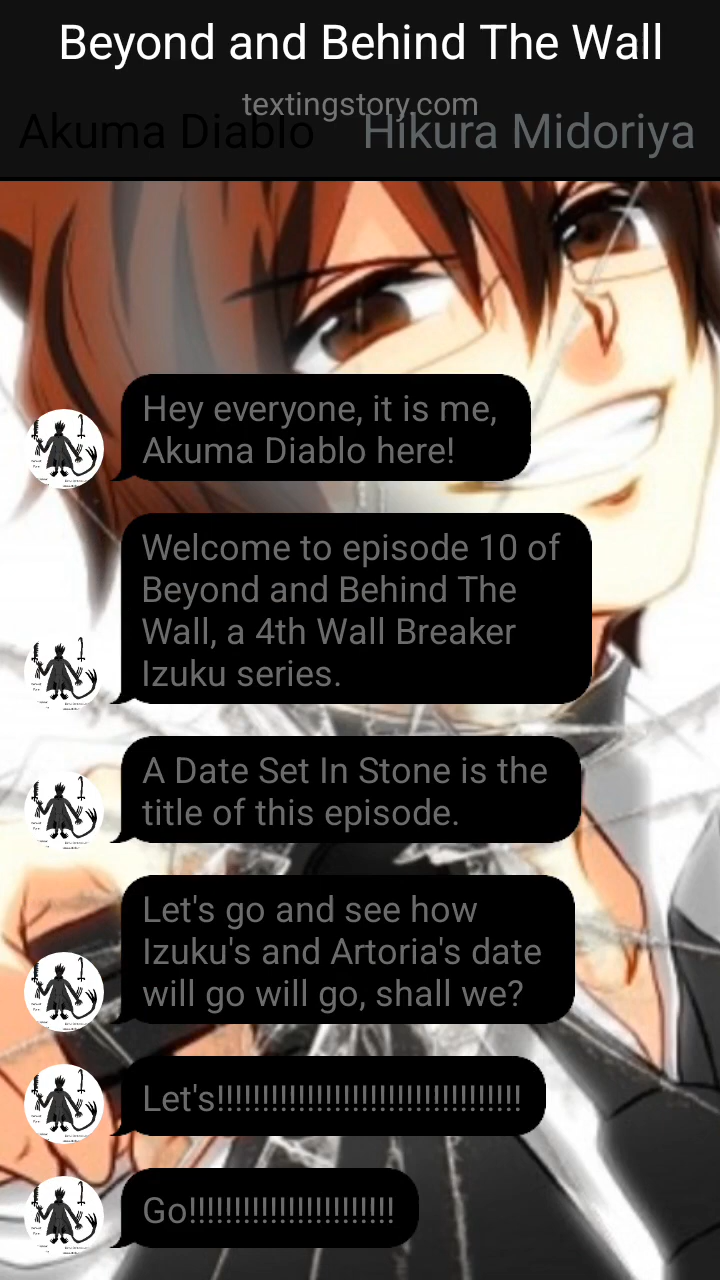 Beyond and Behind The Wall
textingstory.com
Akuma Diablo Hikura Midoriya
Hey everyone, it is me,
Akuma Diablo here!
Welcome to episode 10 of
Beyond and Behind The
Wall, a 4th Wall Breaker
Izuku series.
A Date Set In Stone is the
title of this episode.
Let's go and see how
Izuku's and Artoria's date
will go will go, shall we?
Let's!!!!!!!!!!!!!!!!!!!!!!!!!!!!!!!!!!
Go!!!!!!!!!!!!!!!!!!!!!!!